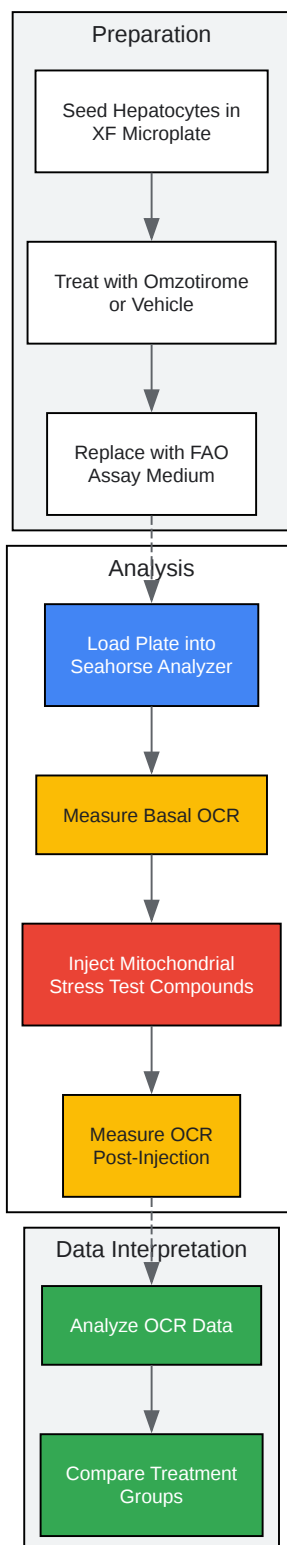 Preparation
Seed Hepatocytes in
XF Microplate
Treat with Omzotirome
or Vehicle
Replace with FAO
Assay Medium
Analysis
Load Plate into
Seahorse Analyzer
Measure Basal OCR
Inject Mitochondrial
Stress Test Compounds
Measure OCR
Post-Injection
Data Interpretation
Analyze OCR Data
Compare Treatment
Groups